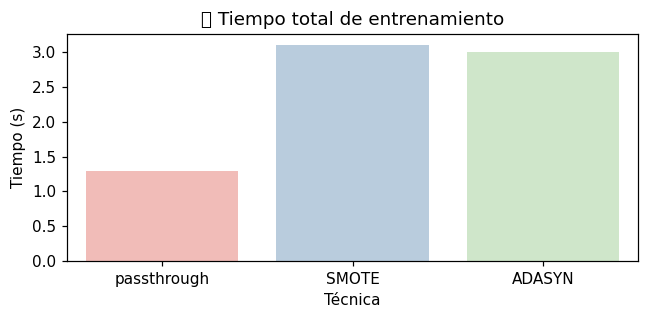 Tiempo total de entrenamiento
Tiempo (s)
3.0
2.5
2.0
1.5
1.0
0.5
0.0
passthrough SMOTE ADASYN
Técnica